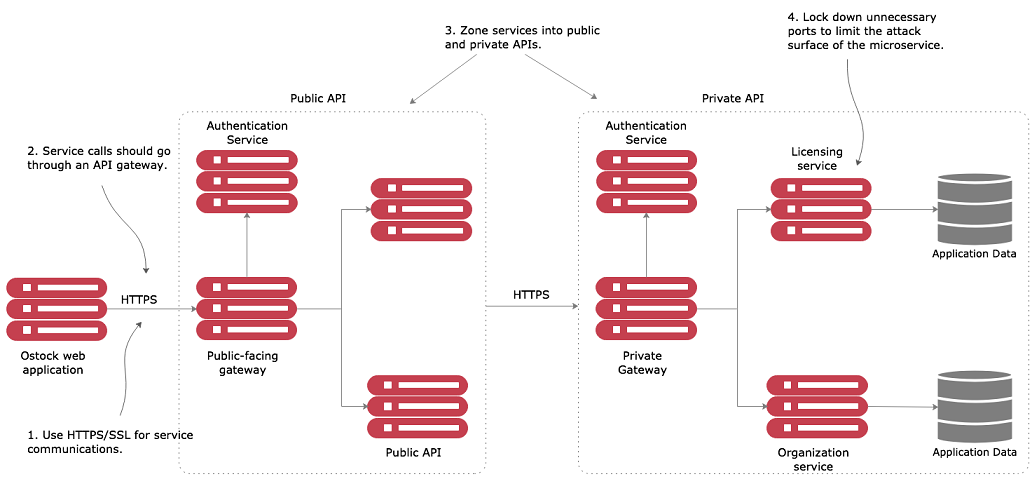 3. Zone services into public
and private APIs.
4. Lock down unnecessary
ports to limit the attack
surface of the microservice.
Public API
Private API
2. Service calls should go
through an API gateway.
Authentication
Service
Authentication
Service
Licensing
service
Application Data
HTTPS
HTTPS
Ostock web
application
Public-facing
gateway
Private
Gateway
1. Use HTTPS/SSL for service
communications.
Public API
Organization
service
Application Data